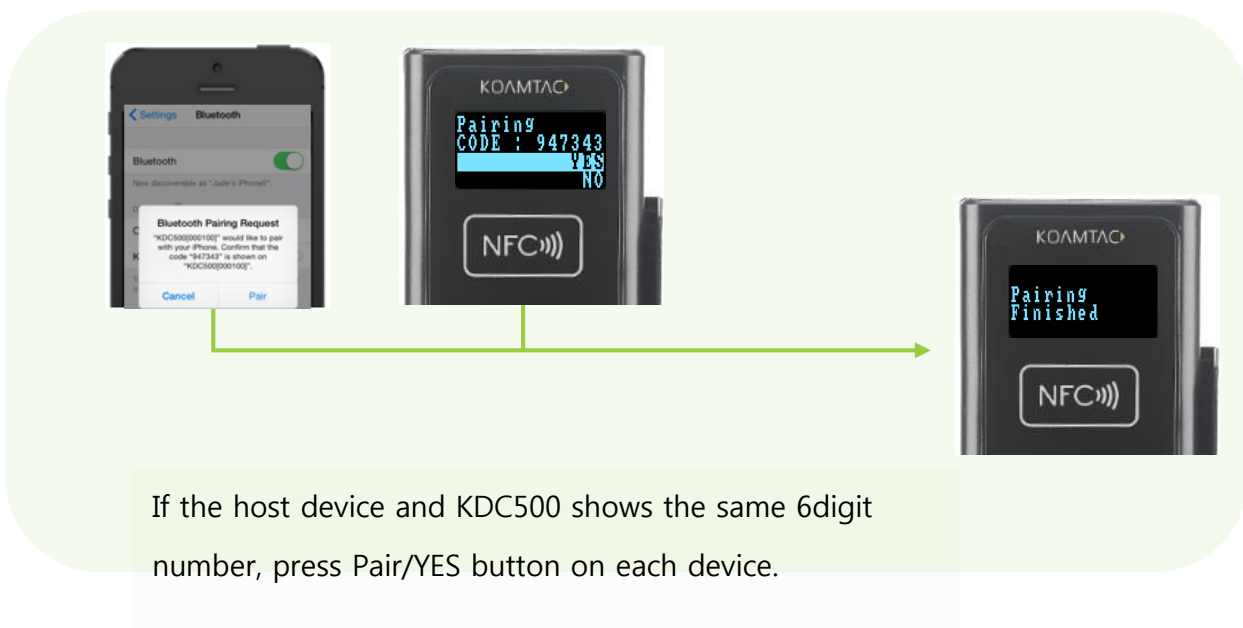 Settings Bluetooth
Bluetooth
Now discoverable as "Jude's iPhone5".
Bluetooth Pairing Request
"KDC500[000100]" would like to pair
with your iPhone. Confirm that the
code "947343" is shown on
"KDC500[000100]".
Cancel Pair
KOΛMTΛC
Pairing
CODE : 947343
YES
NO
NFC
KOΛMTΛC
Pairing
Finished
NFC
If the host device and KDC500 shows the same 6digit
number, press Pair/YES button on each device.